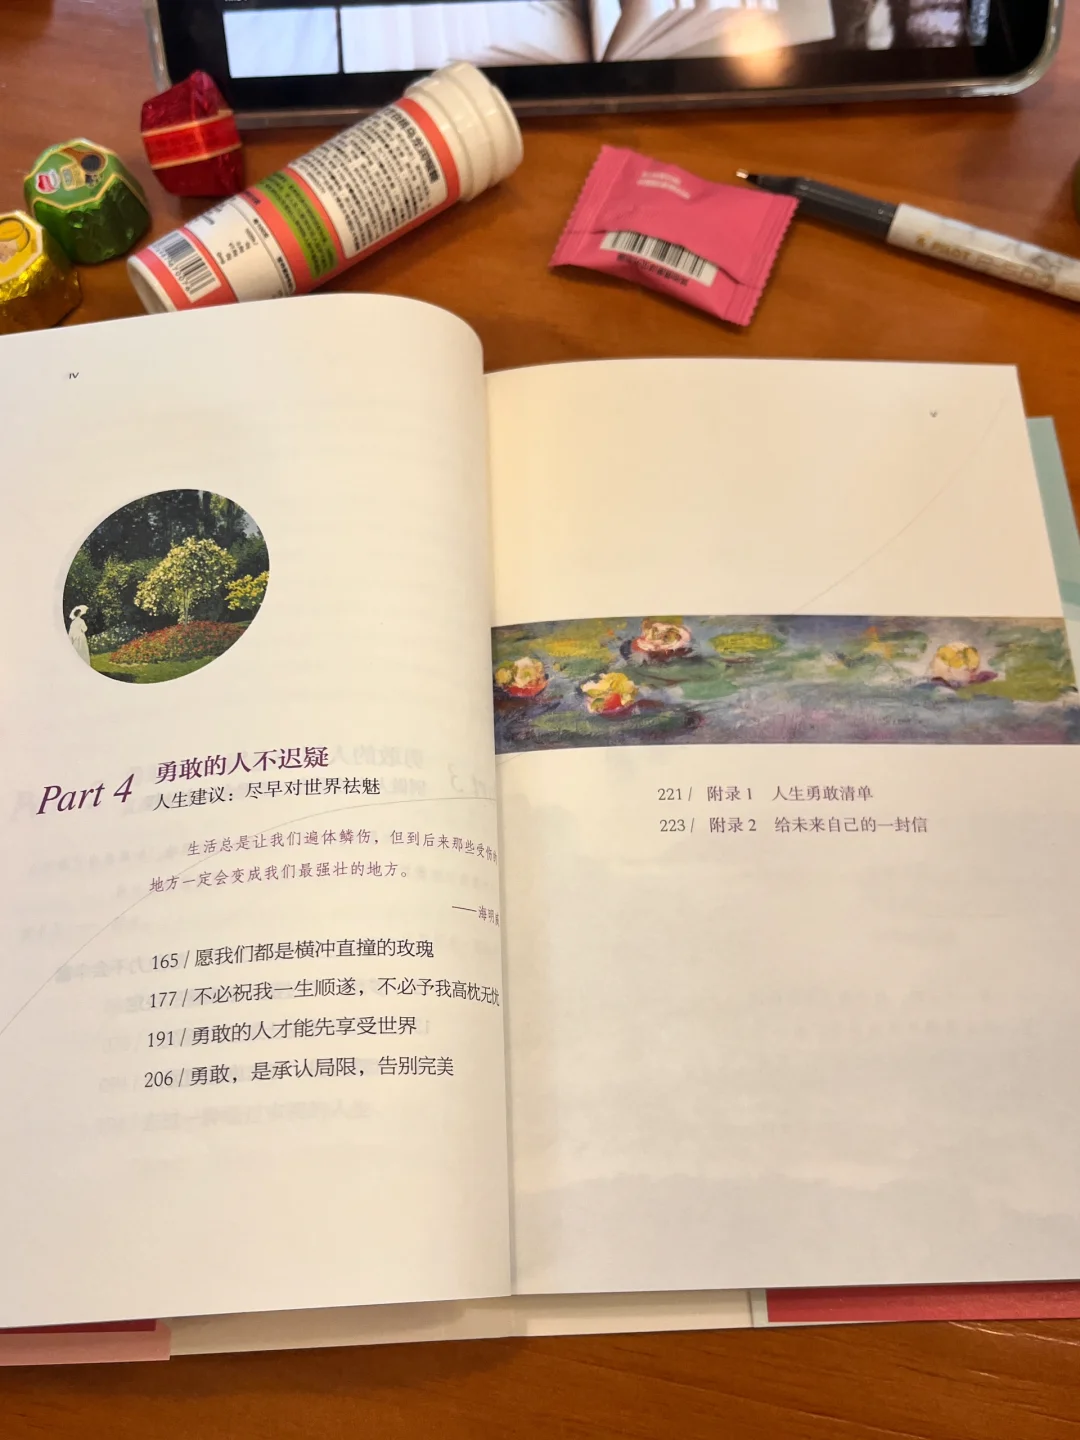 IV
Part 4
勇敢的人不迟疑
人生建议：尽早对世界祛魅
生活总是让我们遍体鳞伤，但到后来那些受伤的
地方一定会变成我们最强壮的地方。
——海明威
165 / 愿我们都是横冲直撞的玫瑰
177 / 不必祝我一生顺遂，不必予我高枕无忧
191 / 勇敢的人才能先享受世界
206 / 勇敢，是承认局限，告别完美
V
221 / 附录 1 人生勇敢清单
223 / 附录 2 给未来自己的一封信